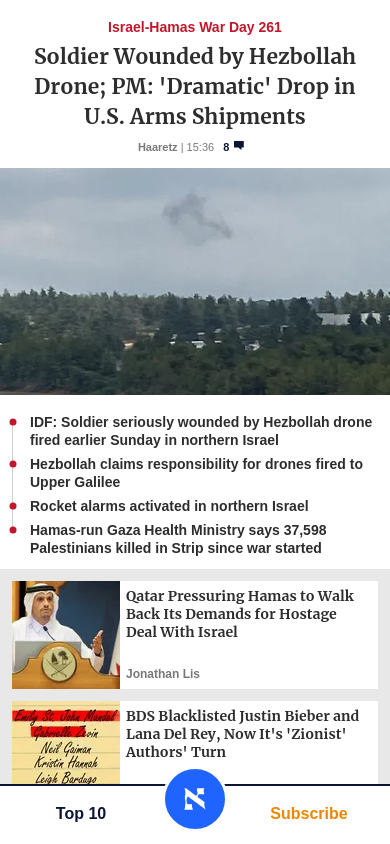 Israel-Hamas War Day 261
Soldier Wounded by Hezbollah
Drone; PM: 'Dramatic' Drop in
U.S. Arms Shipments
Haaretz | 15:36 8
IDF: Soldier seriously wounded by Hezbollah drone
fired earlier Sunday in northern Israel
Hezbollah claims responsibility for drones fired to
Upper Galilee
Rocket alarms activated in northern Israel
Hamas-run Gaza Health Ministry says 37,598
Palestinians killed in Strip since war started
Qatar Pressuring Hamas to Walk
Back Its Demands for Hostage
Deal With Israel
Jonathan Lis
Emily St. John Mandel
Gabrielle Zevin
Neil Gaiman
Kristin Hannah
Leigh Bardugo
BDS Blacklisted Justin Bieber and
Lana Del Rey, Now It's 'Zionist'
Authors' Turn
Top 10
א
Subscribe